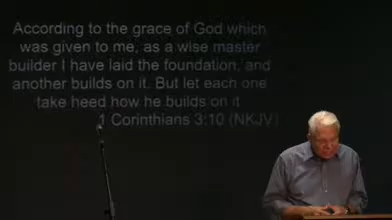 According to the grace of God which
was given to me, as a wise master
builder I have laid the foundation, and
another builds on it. But let each one
take heed how he builds on it
1 Corinthians 3:10 (NKJV)